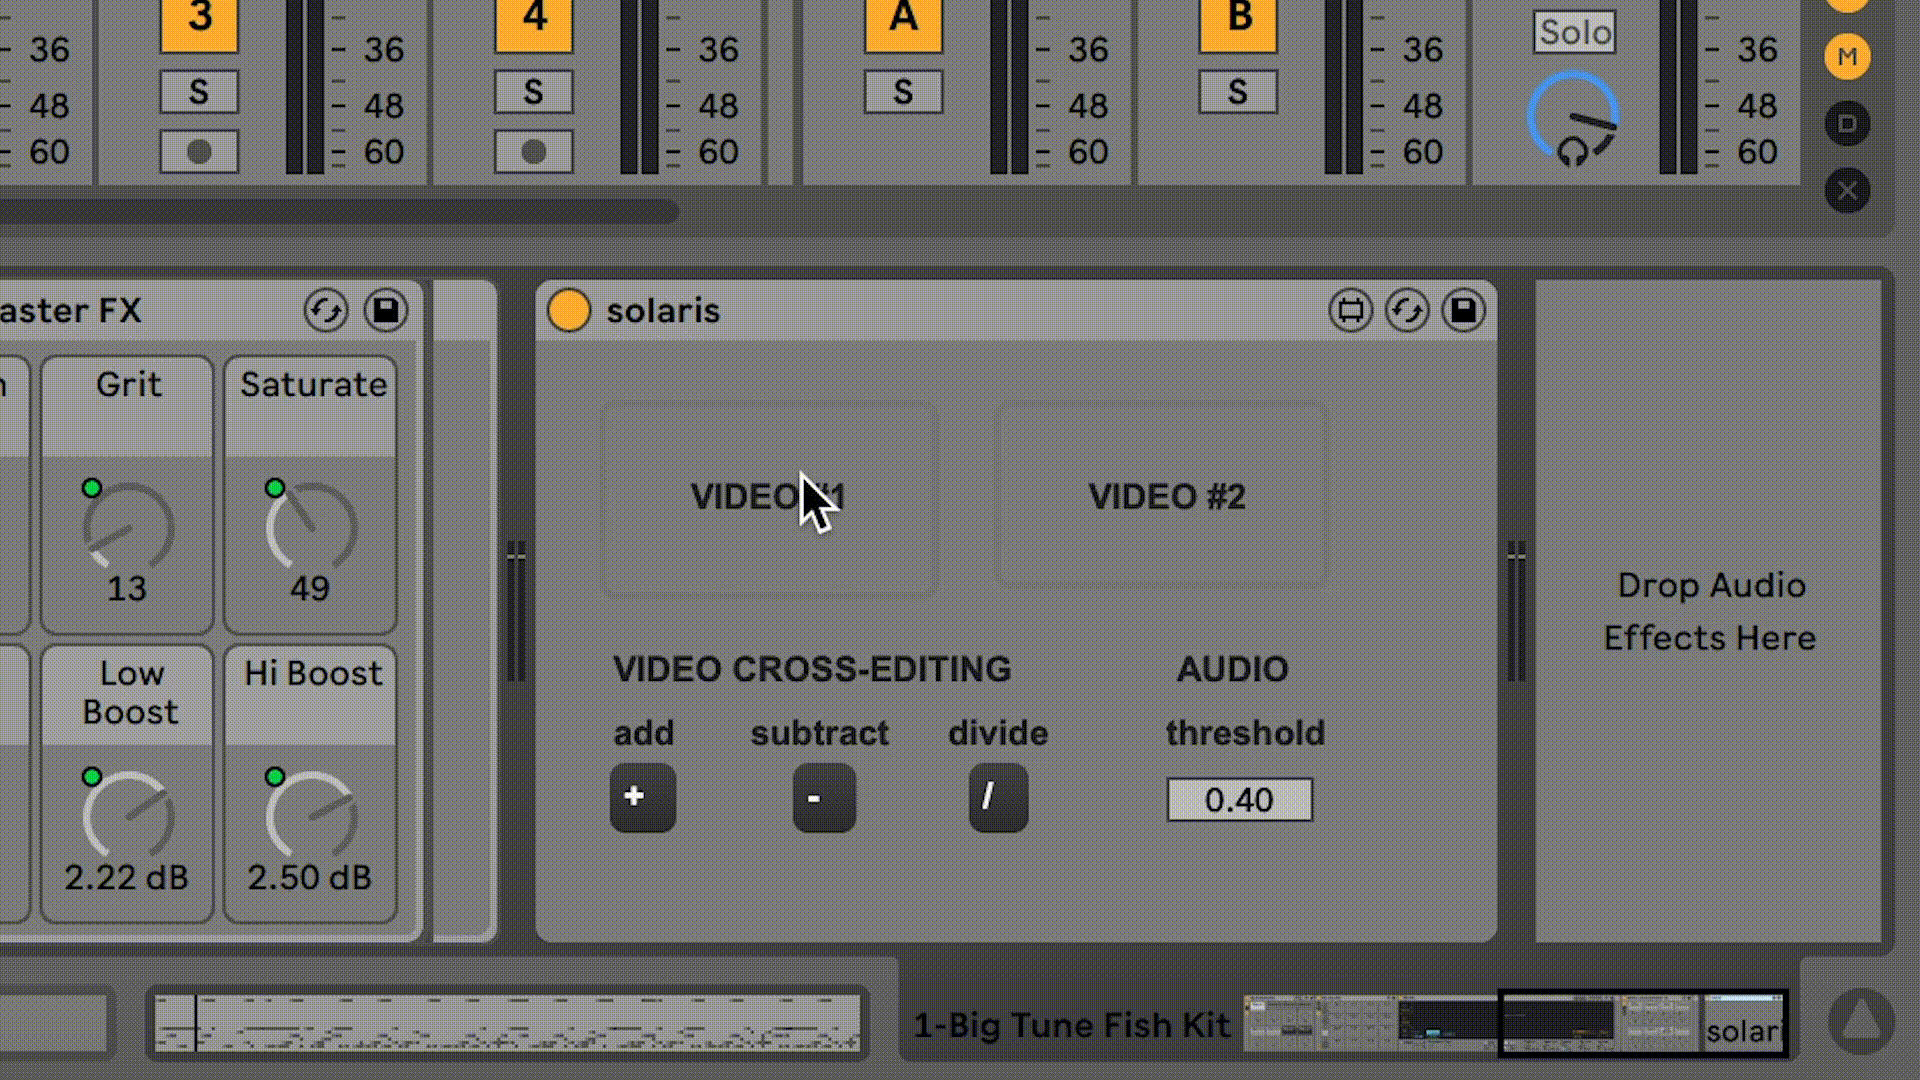 3 4 A B Solo
36 36 36 36 36 36 M
S S S S
48 48 48 48 48 48 D
60 60 60 60 60 60
aster FX solaris
Grit Saturate
13 49
Low Boost Hi Boost
2.22 dB 2.50 dB
VIDEO #1 VIDEO #2
VIDEO CROSS-EDITING AUDIO
add subtract divide threshold
+ - / 0.40
Drop Audio
Effects Here
1-Big Tune Fish Kit solari